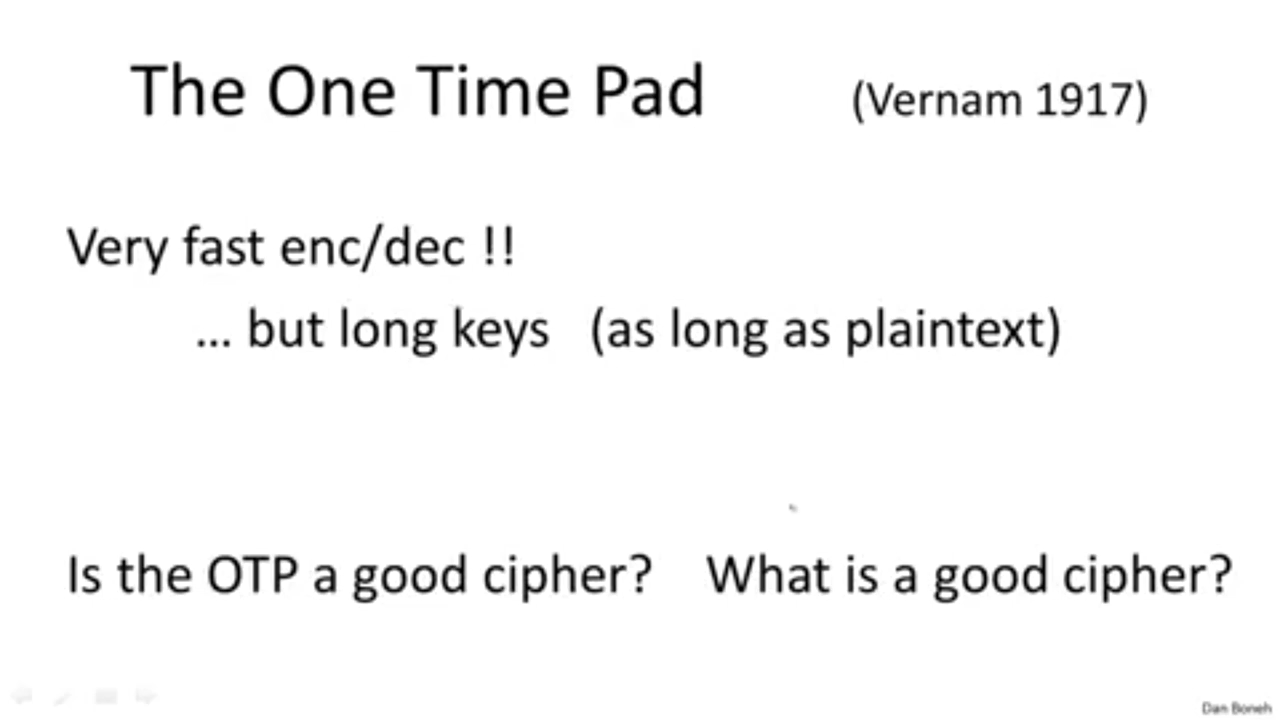 The One Time Pad (Vernam 1917)
Very fast enc/dec !!
… but long keys (as long as plaintext)
Is the OTP a good cipher? What is a good cipher?
Dan Boneh